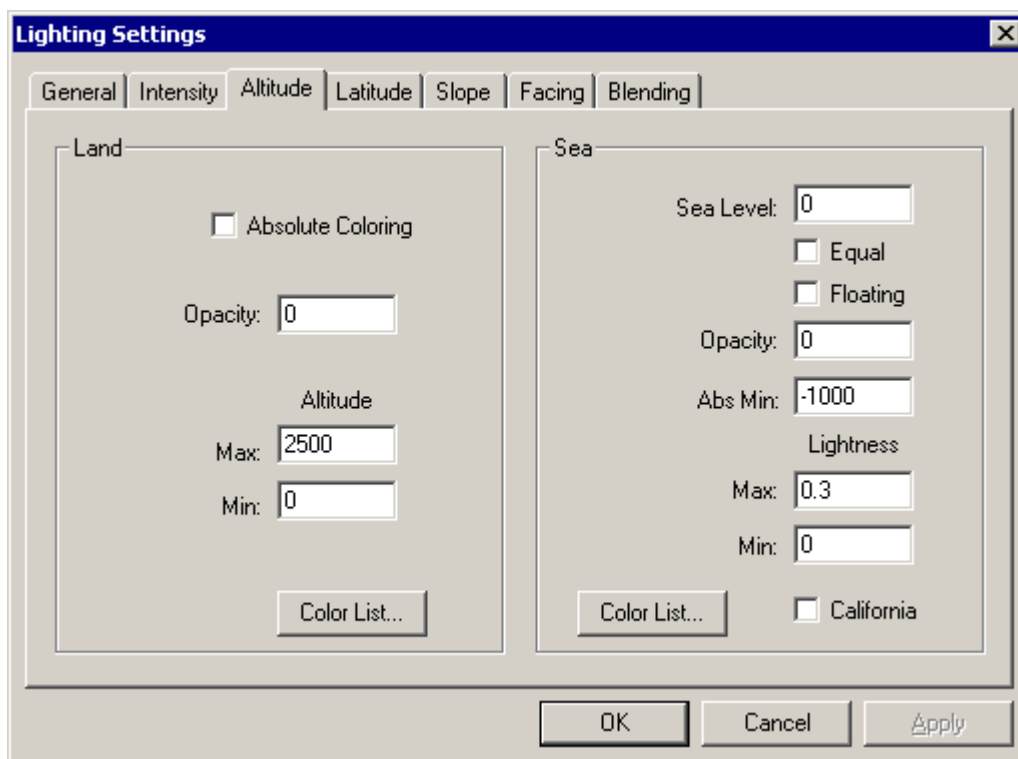 Lighting Settings
General Intensity Altitude Latitude Slope Facing Blending
Land
Absolute Coloring
Opacity: 0
Altitude
Max: 2500
Min: 0
Color List...
Sea
Sea Level: 0
Equal
Floating
Opacity: 0
Abs Min: -1000
Lightness
Max: 0.3
Min: 0
Color List... California
OK Cancel Apply